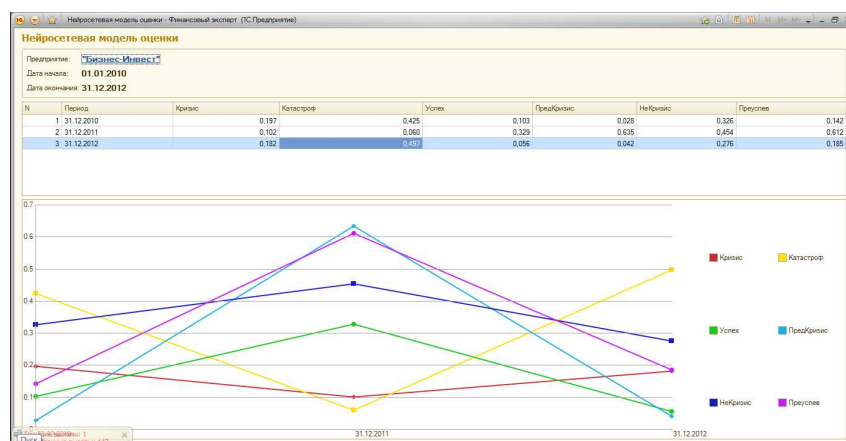 Нейросетевая модель оценки - Финансовый эксперт (1С:Предприятие)
M M+ M-
Нейросетевая модель оценки
Предприятие: "Бизнес-Инвест"
Дата начала: 01.01.2010
Дата окончания: 31.12.2012
N Период Кризис Катастроф Успех ПредКризис НеКризис Преуспев
1 31.12.2010 0,197 0,425 0,103 0,028 0,326 0,142
2 31.12.2011 0,102 0,060 0,329 0,635 0,454 0,612
3 31.12.2012 0,182 0,497 0,056 0,042 0,276 0,185
0.7
0.6
0.5
0.4
0.3
0.2
0.1
Кризис Катастроф
Успех ПредКризис
НеКризис Преуспев
31.12.2011 31.12.2012
Пуск